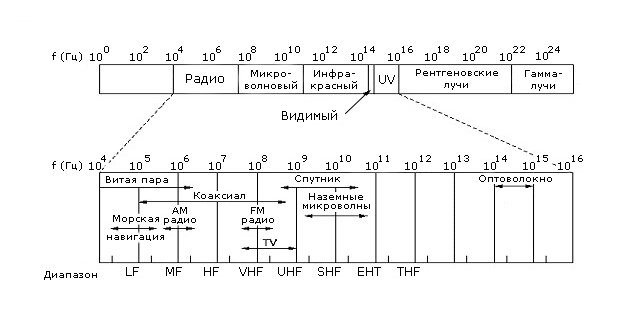 f (Гц) 10^0 10^2 10^4 10^6 10^8 10^10 10^12 10^14 10^16 10^18 10^20 10^22 10^24
Радио Микро- Инфра- UV Рентгеновские Гамма-
волновый красный лучи лучи
Видимый
f (Гц) 10^4 10^5 10^6 10^7 10^8 10^9 10^10 10^11 10^12 10^13 10^14 10^15 10^16
Витая пара Спутник Оптоволокно
Коаксиал Наземные
микроволны
AM FM
Морская радио радио
навигация
TV
Диапазон LF MF HF VHF UHF SHF EHT THF